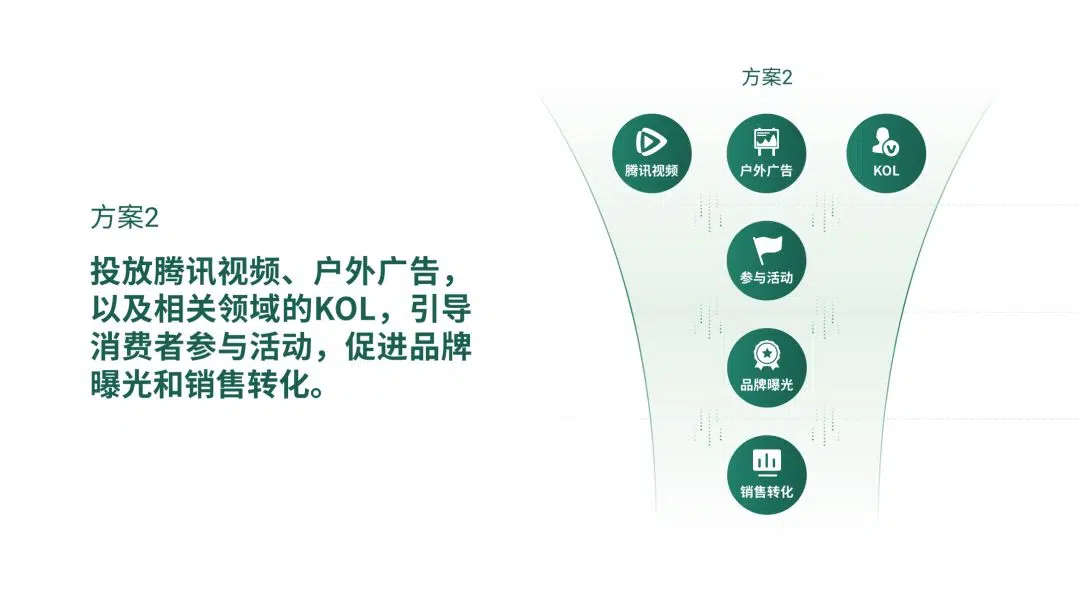 方案2
投放腾讯视频、户外广告，
以及相关领域的KOL，引导
消费者参与活动，促进品牌
曝光和销售转化。
方案2
腾讯视频
户外广告
KOL
参与活动
品牌曝光
销售转化